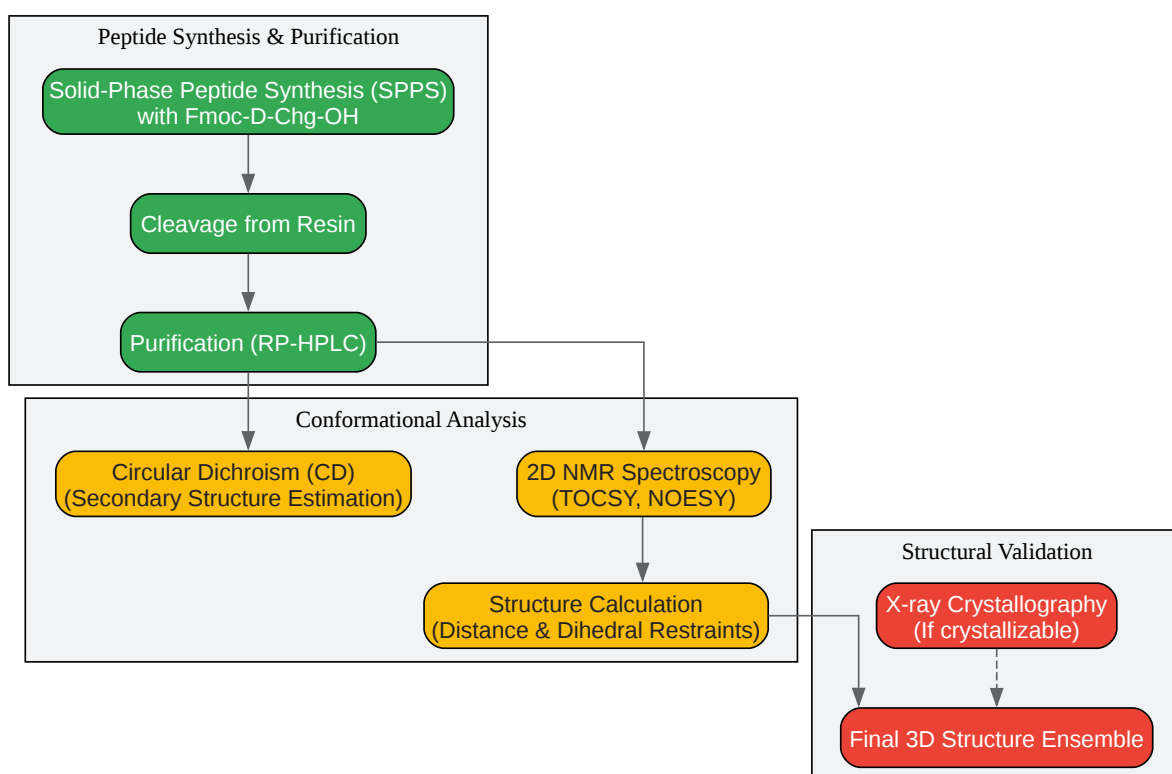 Peptide Synthesis & Purification
Solid-Phase Peptide Synthesis (SPPS)
with Fmoc-D-Chg-OH
Cleavage from Resin
Purification (RP-HPLC)
Conformational Analysis
Circular Dichroism (CD)
(Secondary Structure Estimation)
2D NMR Spectroscopy
(TOCSY, NOESY)
Structure Calculation
(Distance & Dihedral Restraints)
Structural Validation
X-ray Crystallography
(If crystallizable)
Final 3D Structure Ensemble